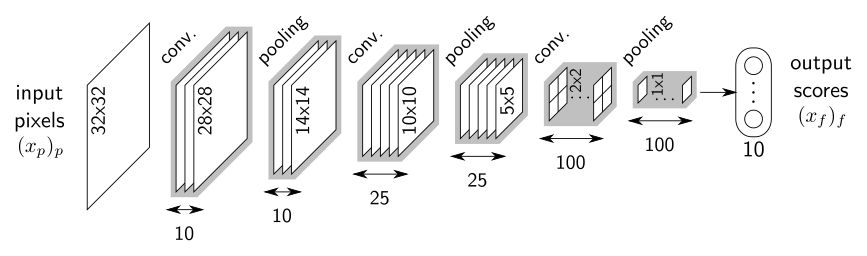 input
pixels
(x_p)_p
32x32
conv.
28x28
10
pooling
14x14
10
conv.
10x10
25
pooling
5x5
25
conv.
2x2
...
100
pooling
1x1
...
100
10
output
scores
(x_f)_f